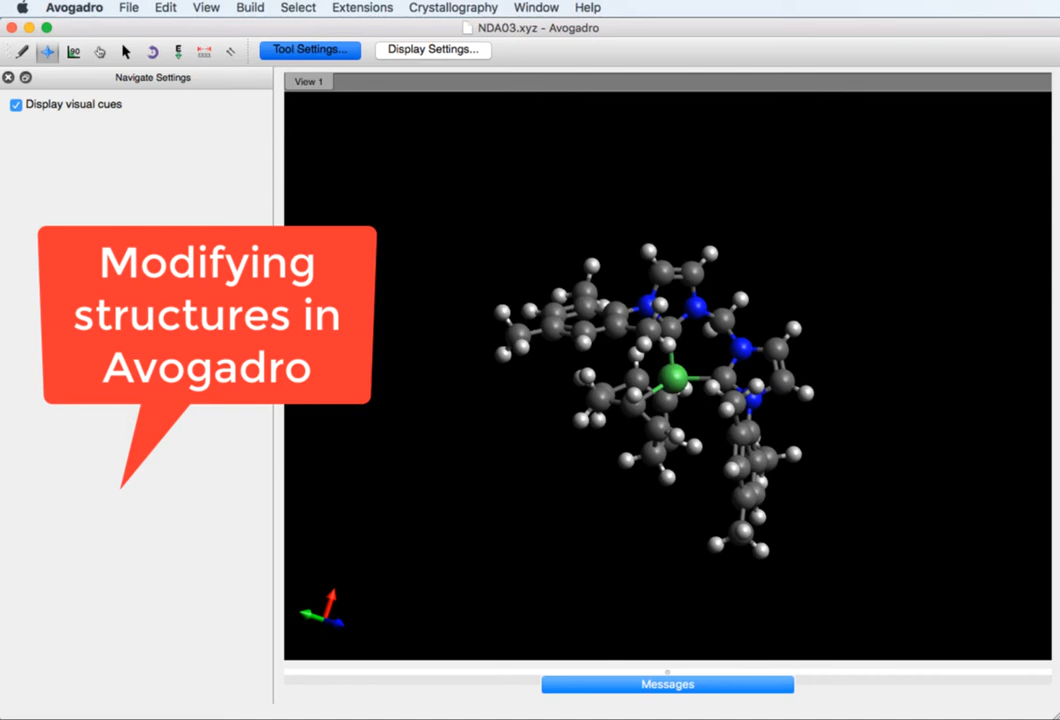 Avogadro File Edit View Build Select Extensions Crystallography Window Help
NDA03.xyz - Avogadro
90 E Tool Settings... Display Settings...
Navigate Settings
View 1
Display visual cues
Modifying
structures in
Avogadro
Messages